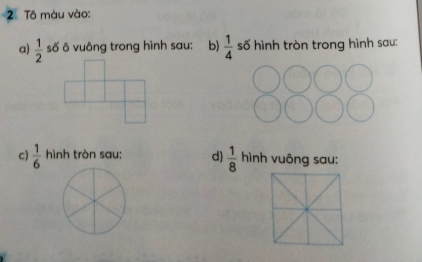 2 Tô màu vào:
a) 1/2 số ô vuông trong hình sau:
b) 1/4 số hình tròn trong hình sau:
c) 1/6 hình tròn sau:
d) 1/8 hình vuông sau: